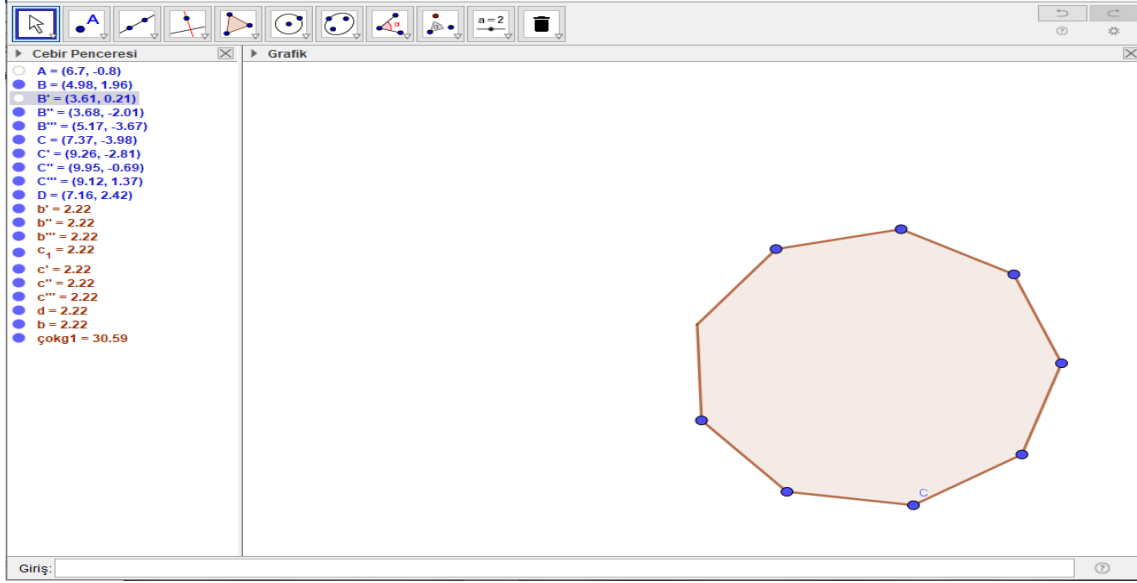 A
α
a = 2
Cebir Penceresi
Grafik
A = (6.7, -0.8)
B = (4.98, 1.96)
B' = (3.61, 0.21)
B'' = (3.68, -2.01)
B''' = (5.17, -3.67)
C = (7.37, -3.98)
C' = (9.26, -2.81)
C'' = (9.95, -0.69)
C''' = (9.12, 1.37)
D = (7.16, 2.42)
b' = 2.22
b'' = 2.22
b''' = 2.22
c₁ = 2.22
c' = 2.22
c'' = 2.22
c''' = 2.22
d = 2.22
b = 2.22
çokg1 = 30.59
C
Giriş: